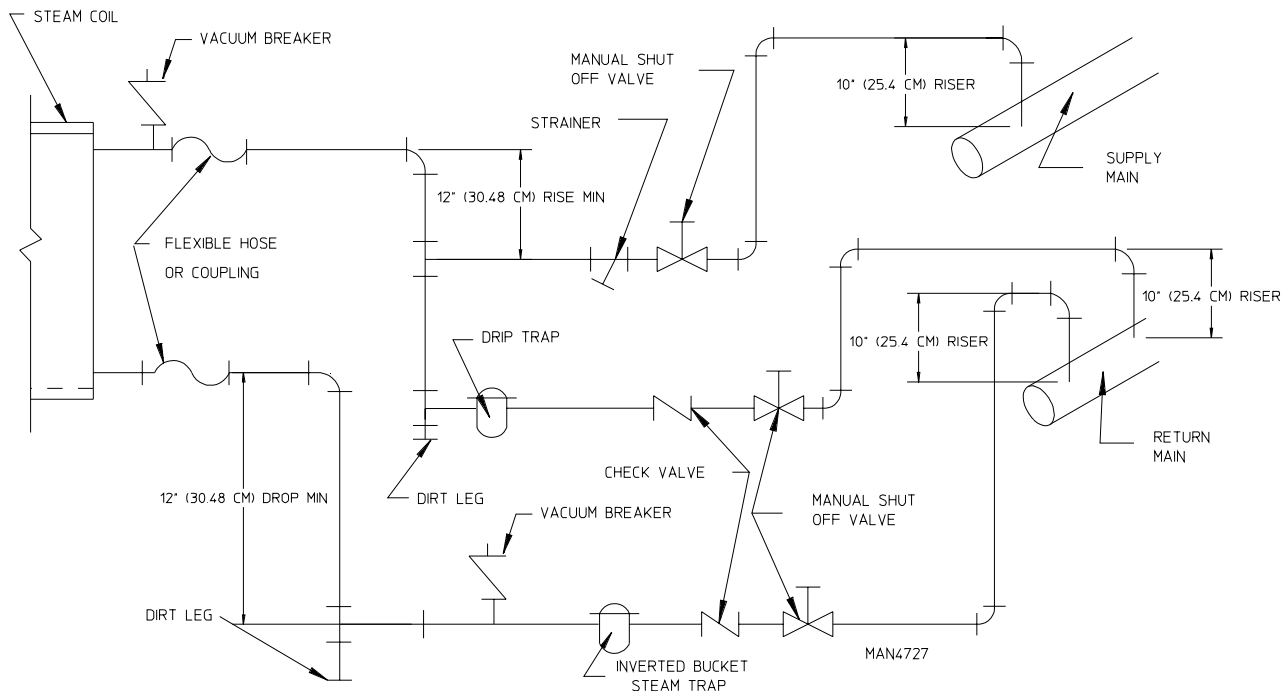 STEAM COIL
VACUUM BREAKER
MANUAL SHUT
OFF VALVE
10" (25.4 CM) RISER
STRAINER
SUPPLY
MAIN
12" (30.48 CM) RISE MIN
FLEXIBLE HOSE
OR COUPLING
10" (25.4 CM) RISER
DRIP TRAP
10" (25.4 CM) RISER
RETURN
MAIN
CHECK VALVE
12" (30.48 CM) DROP MIN
DIRT LEG
MANUAL SHUT
OFF VALVE
VACUUM BREAKER
DIRT LEG
MAN4727
INVERTED BUCKET
STEAM TRAP